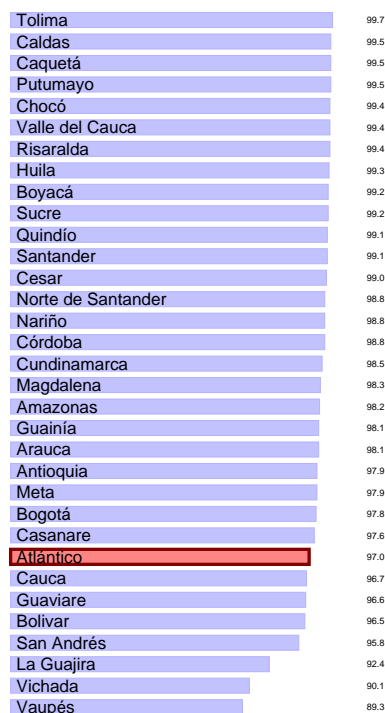 Tolima 99.7
Caldas 99.5
Caquetá 99.5
Putumayo 99.5
Chocó 99.4
Valle del Cauca 99.4
Risaralda 99.4
Huila 99.3
Boyacá 99.2
Sucre 99.2
Quindío 99.1
Santander 99.1
Cesar 99.0
Norte de Santander 98.8
Nariño 98.8
Córdoba 98.8
Cundinamarca 98.5
Magdalena 98.3
Amazonas 98.2
Guainía 98.1
Arauca 98.1
Antioquia 97.9
Meta 97.9
Bogotá 97.8
Casanare 97.6
Atlántico 97.0
Cauca 96.7
Guaviare 96.6
Bolivar 96.5
San Andrés 95.8
La Guajira 92.4
Vichada 90.1
Vaupés 89.3